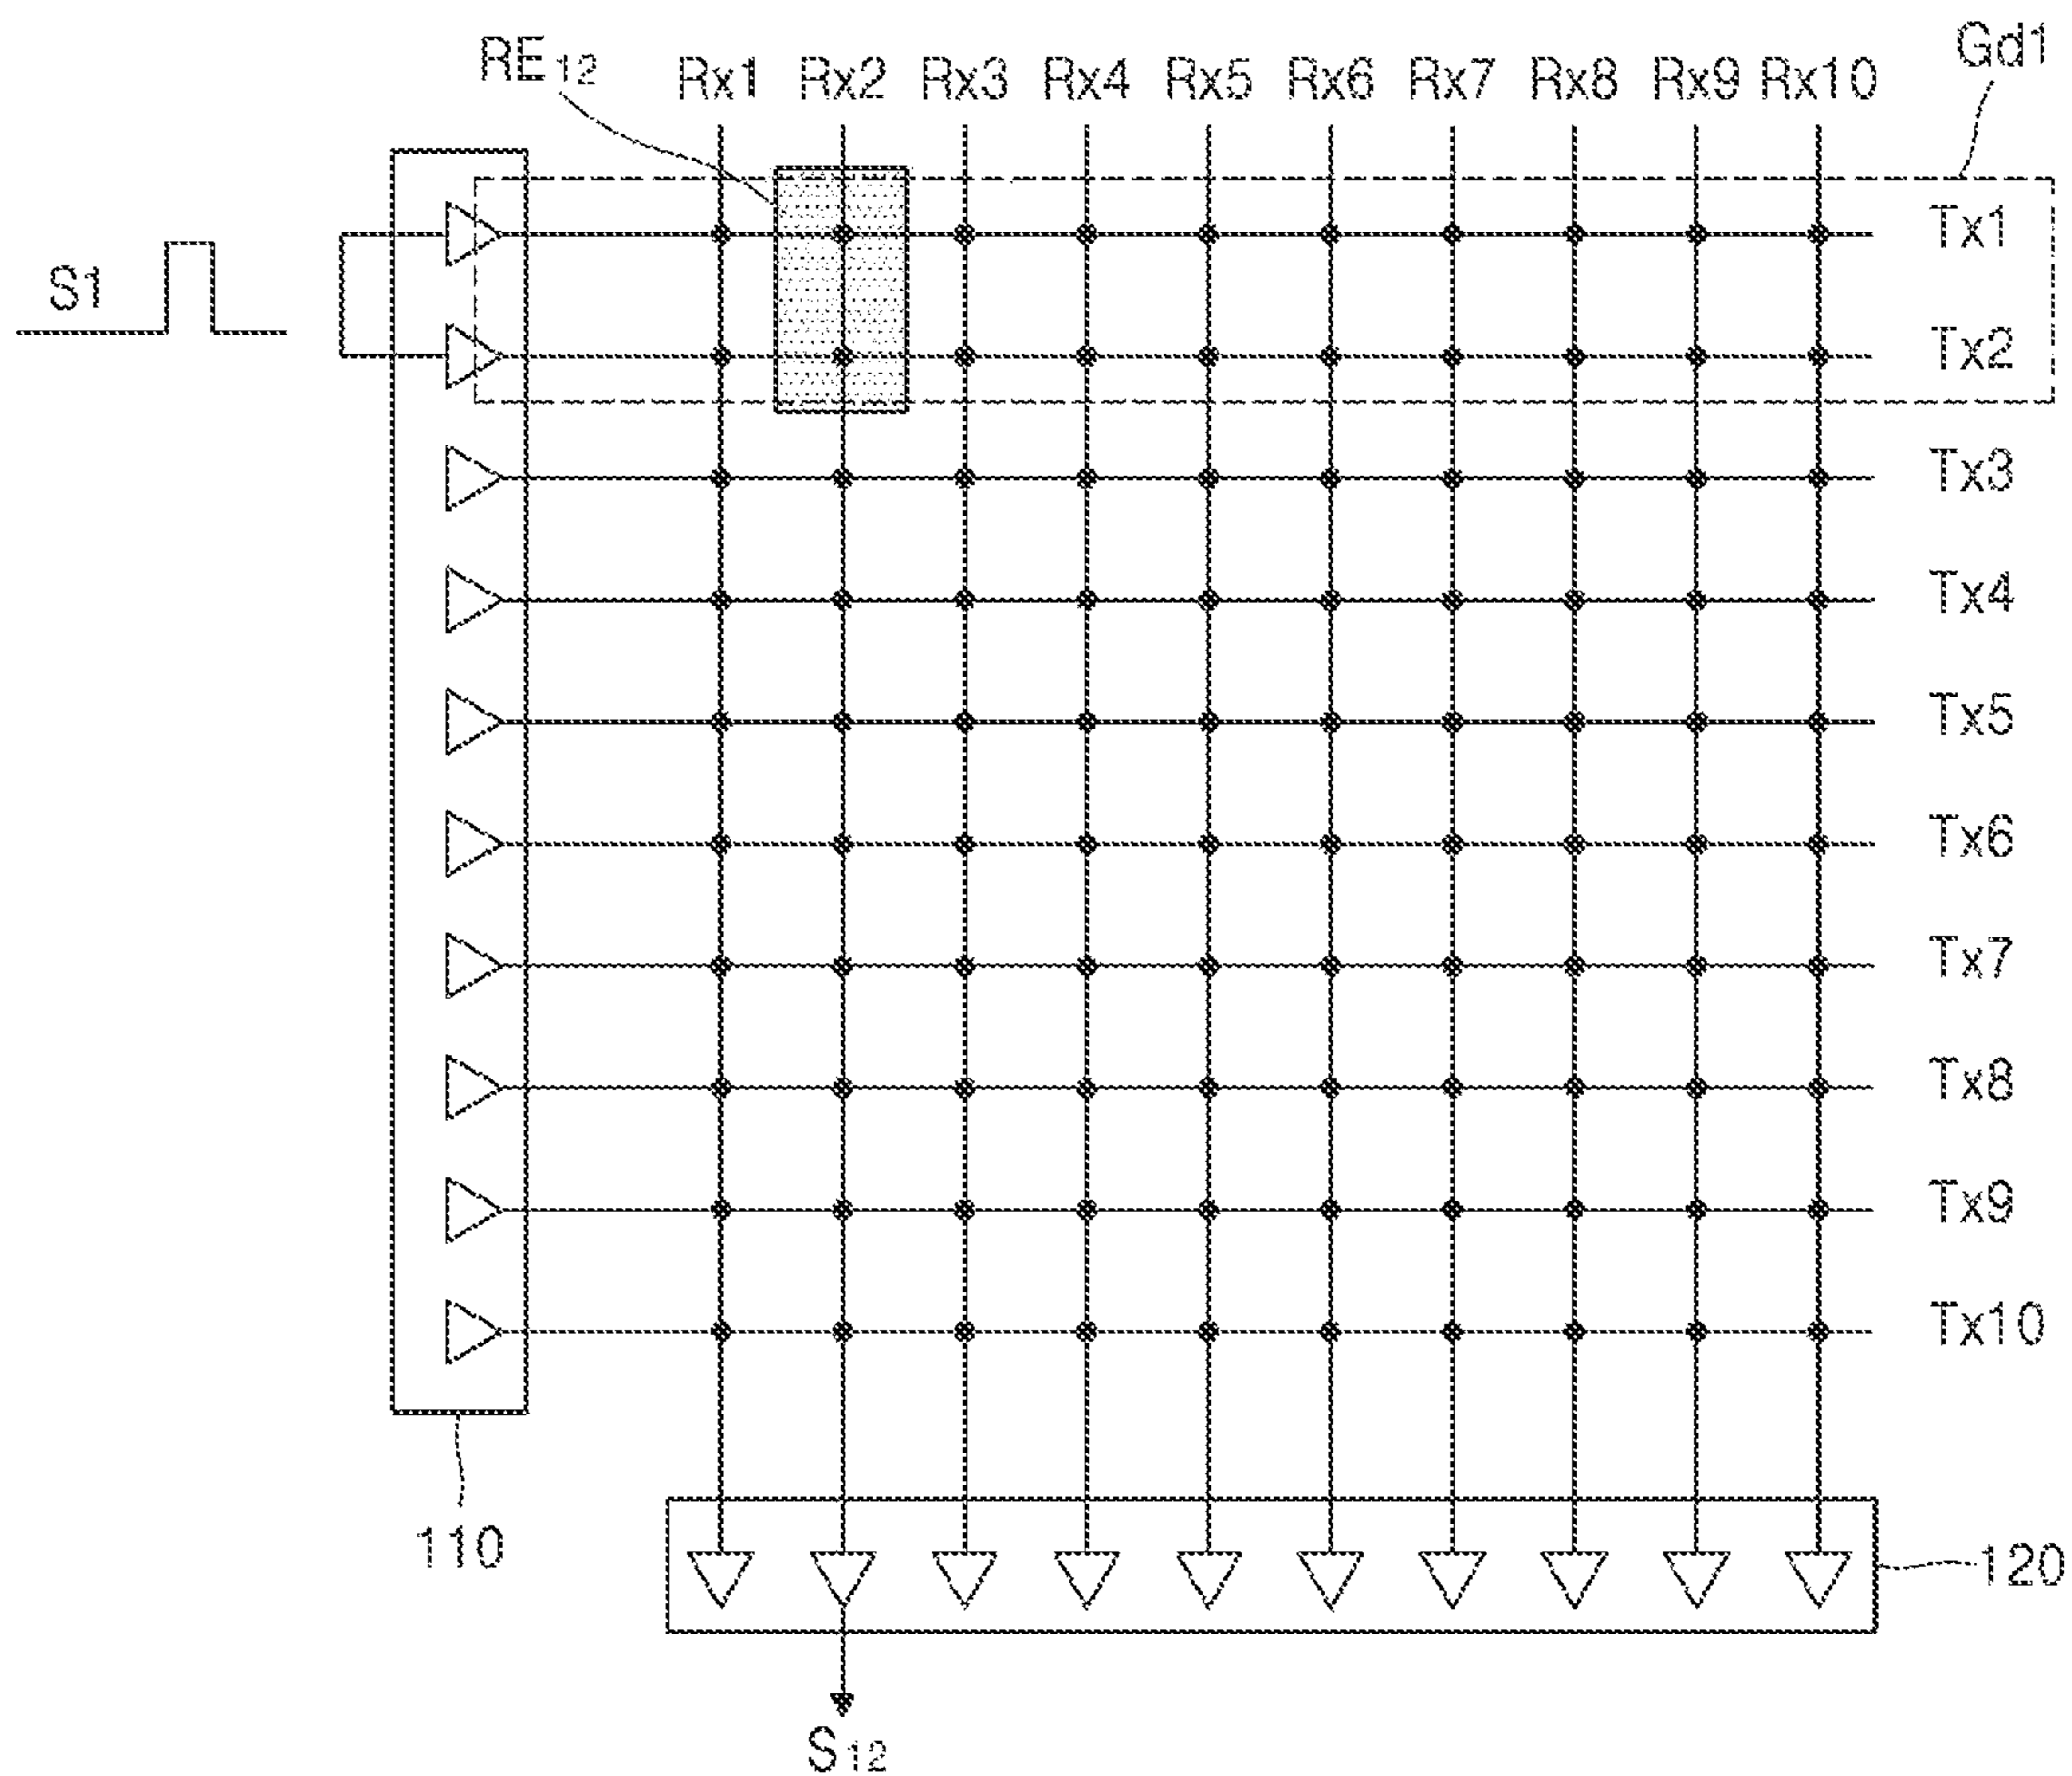 RE12
Gd1
Rx1 Rx2 Rx3 Rx4 Rx5 Rx6 Rx7 Rx8 Rx9 Rx10
Tx1
S1
Tx2
Tx3
Tx4
Tx5
Tx6
Tx7
Tx8
Tx9
Tx10
110
120
S12